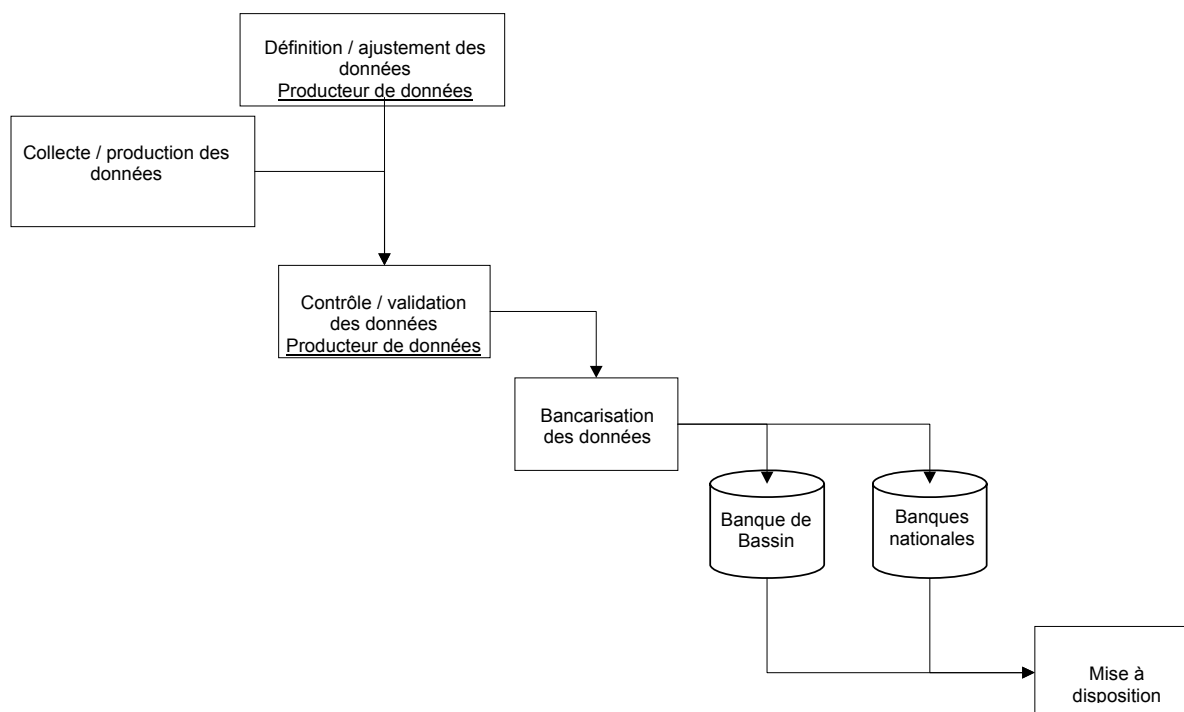 Définition / ajustement des
données
Producteur de données
Collecte / production des
données
Contrôle / validation
des données
Producteur de données
Bancarisation
des données
Banque de
Bassin
Banques
nationales
Mise à
disposition